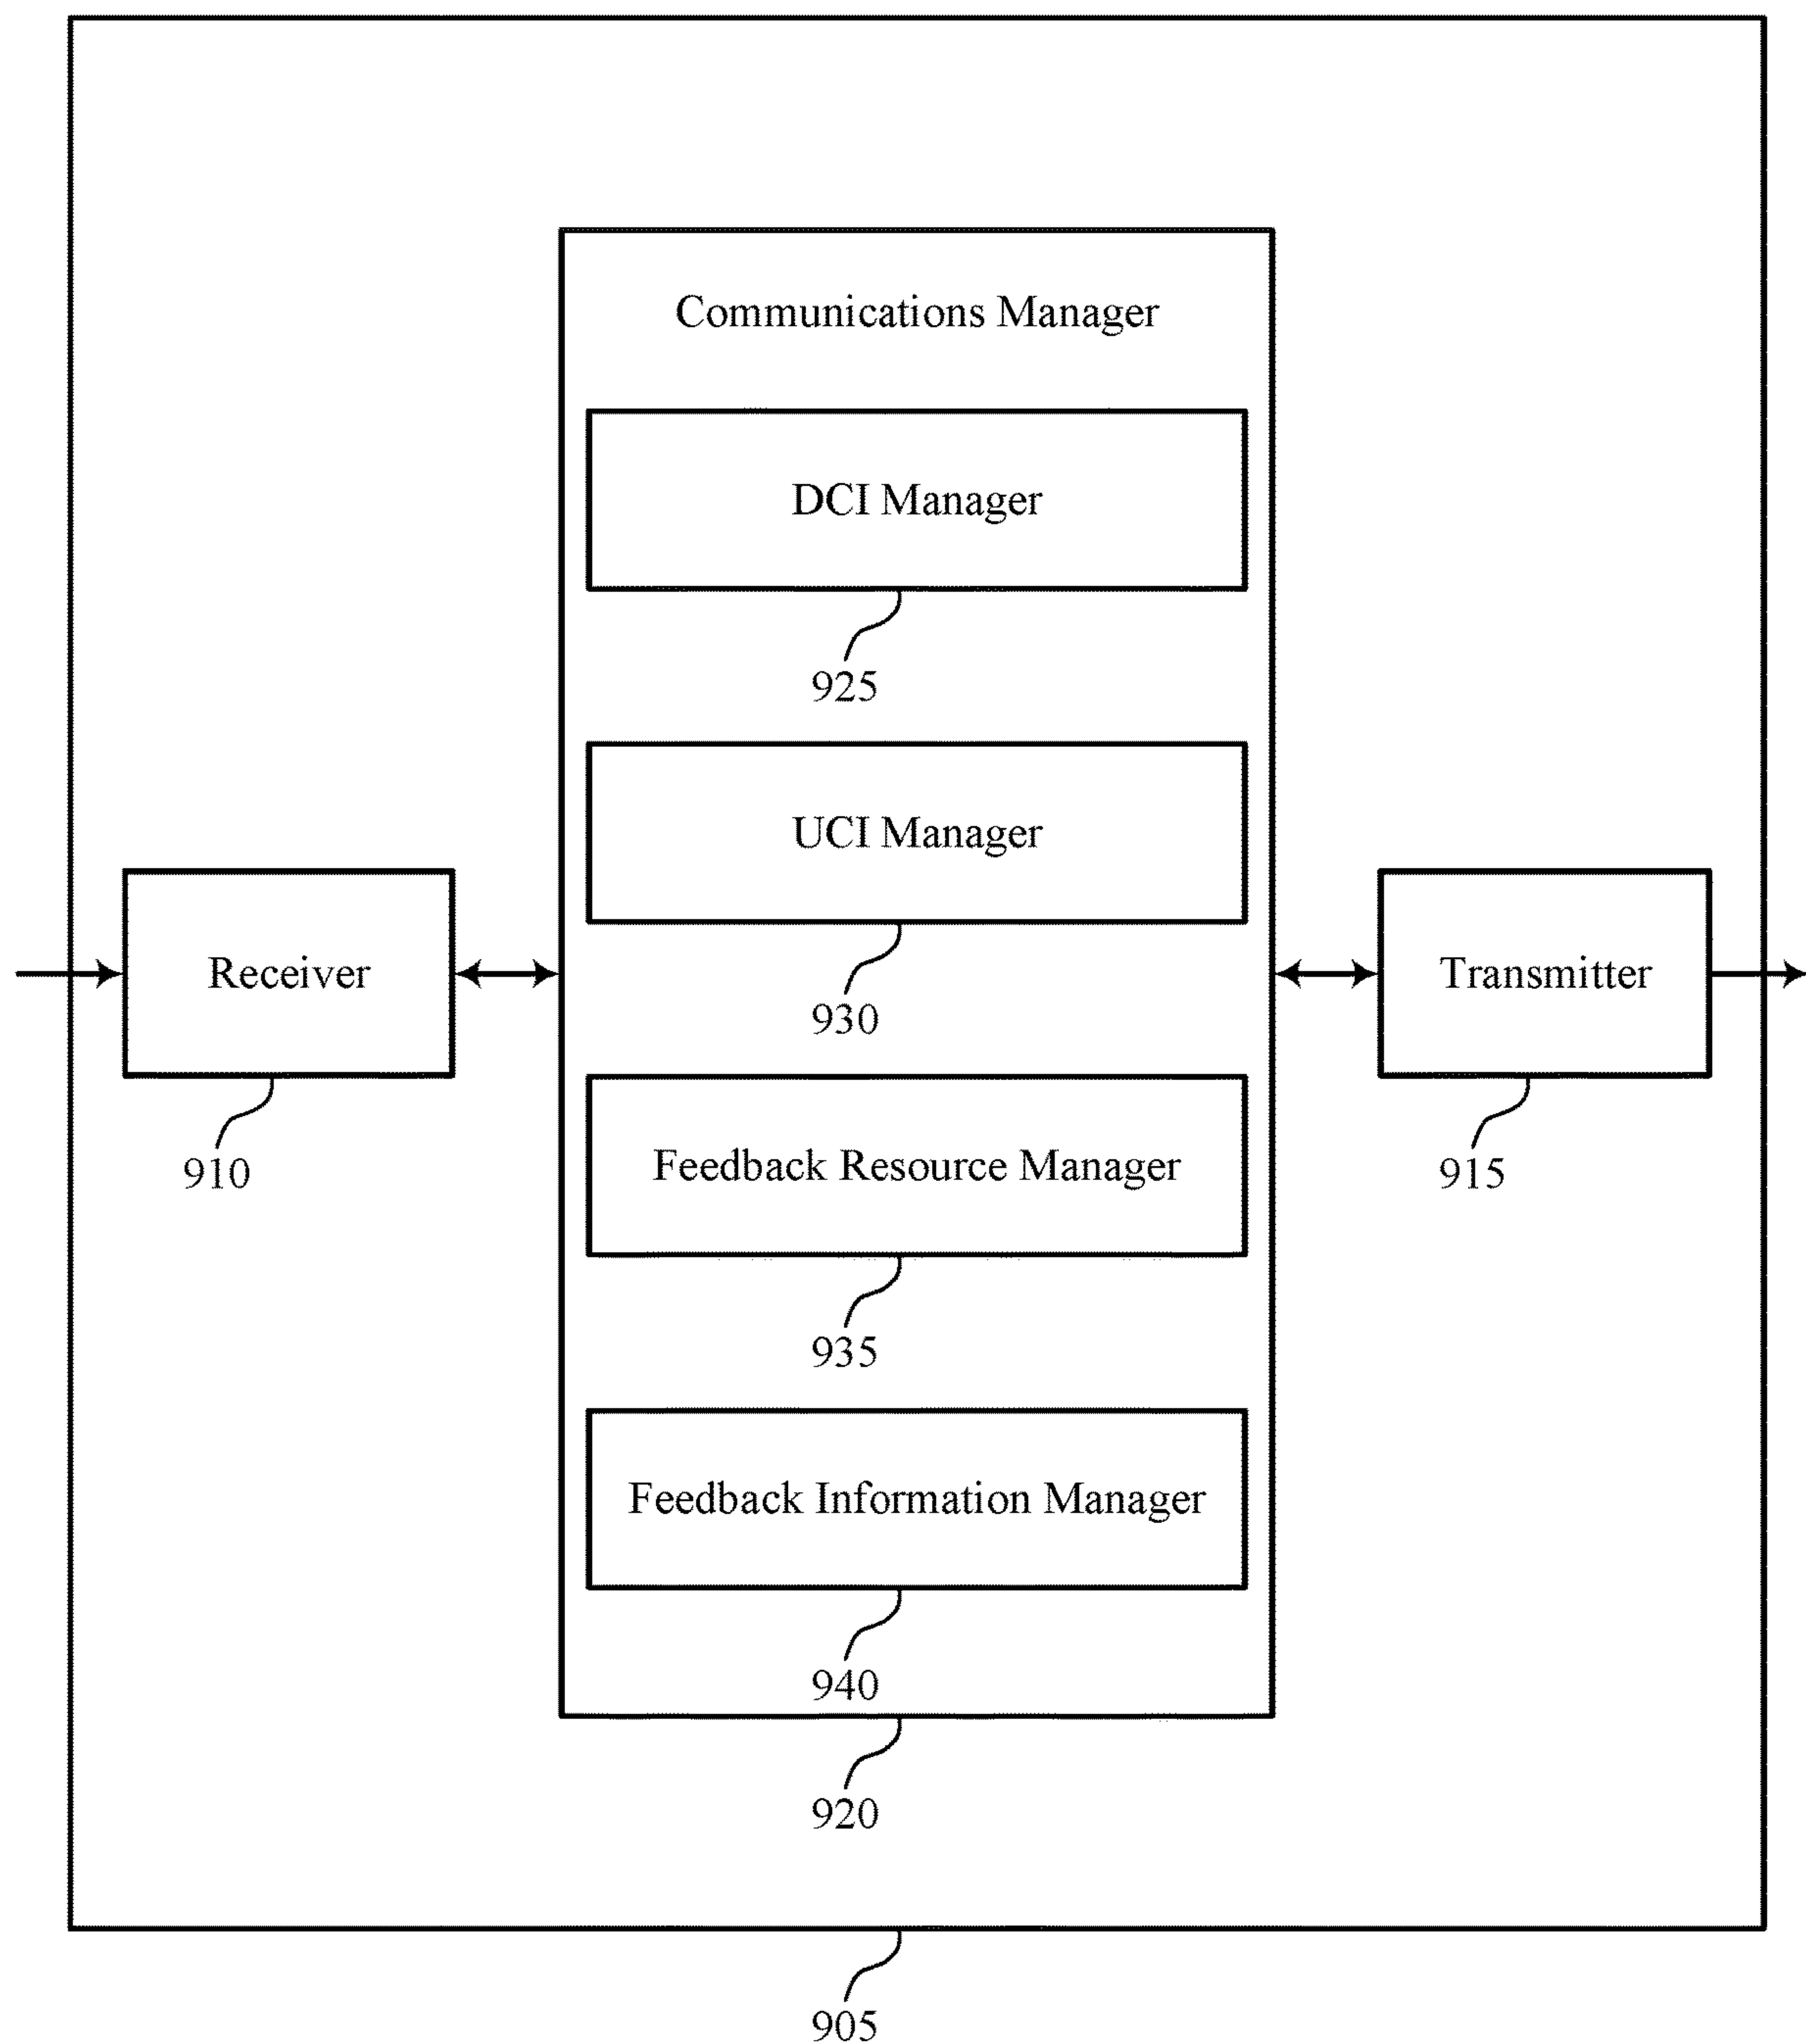 Communications Manager
DCI Manager
925
UCI Manager
930
Receiver
910
Transmitter
915
Feedback Resource Manager
935
Feedback Information Manager
940
920
905